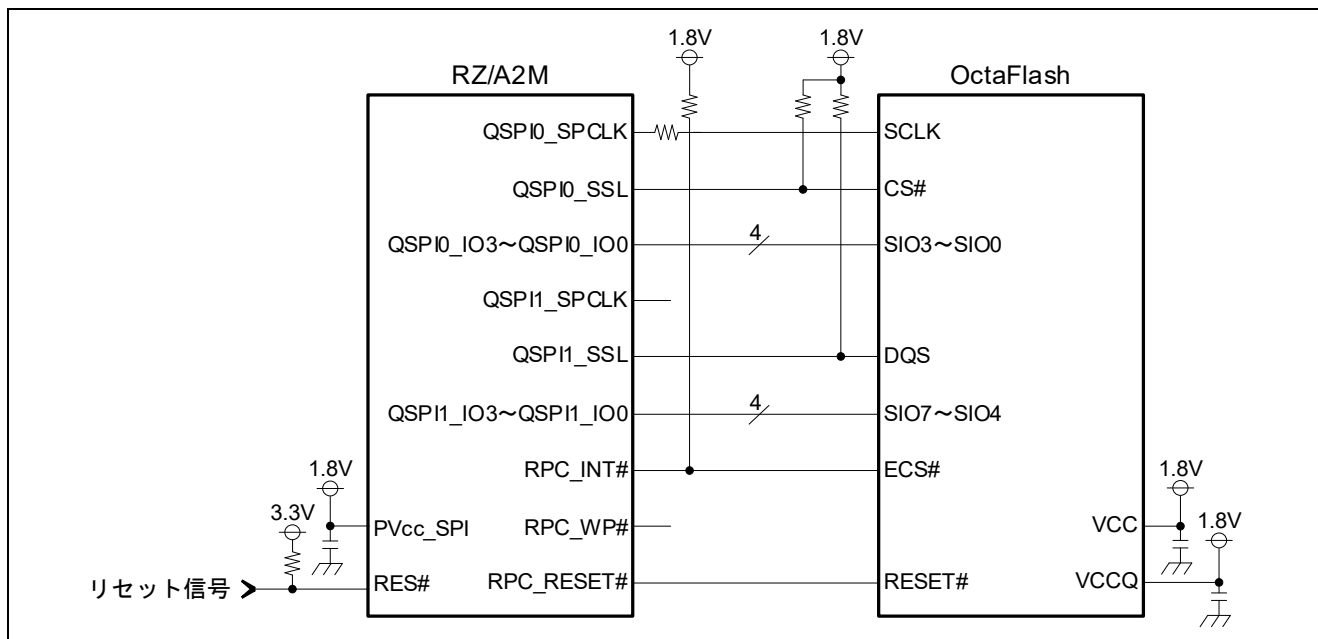 1.8V
1.8V
RZ/A2M
OctaFlash
QSPI0_SPCLK
SCLK
QSPI0_SSL
CS#
QSPI0_IO3～QSPI0_IO0
4
SIO3～SIO0
QSPI1_SPCLK
QSPI1_SSL
DQS
QSPI1_IO3～QSPI1_IO0
4
SIO7～SIO4
1.8V
RPC_INT#
ECS#
1.8V
3.3V
PVcc_SPI
RPC_WP#
VCC
1.8V
リセット信号
RES#
RPC_RESET#
RESET#
VCCQ